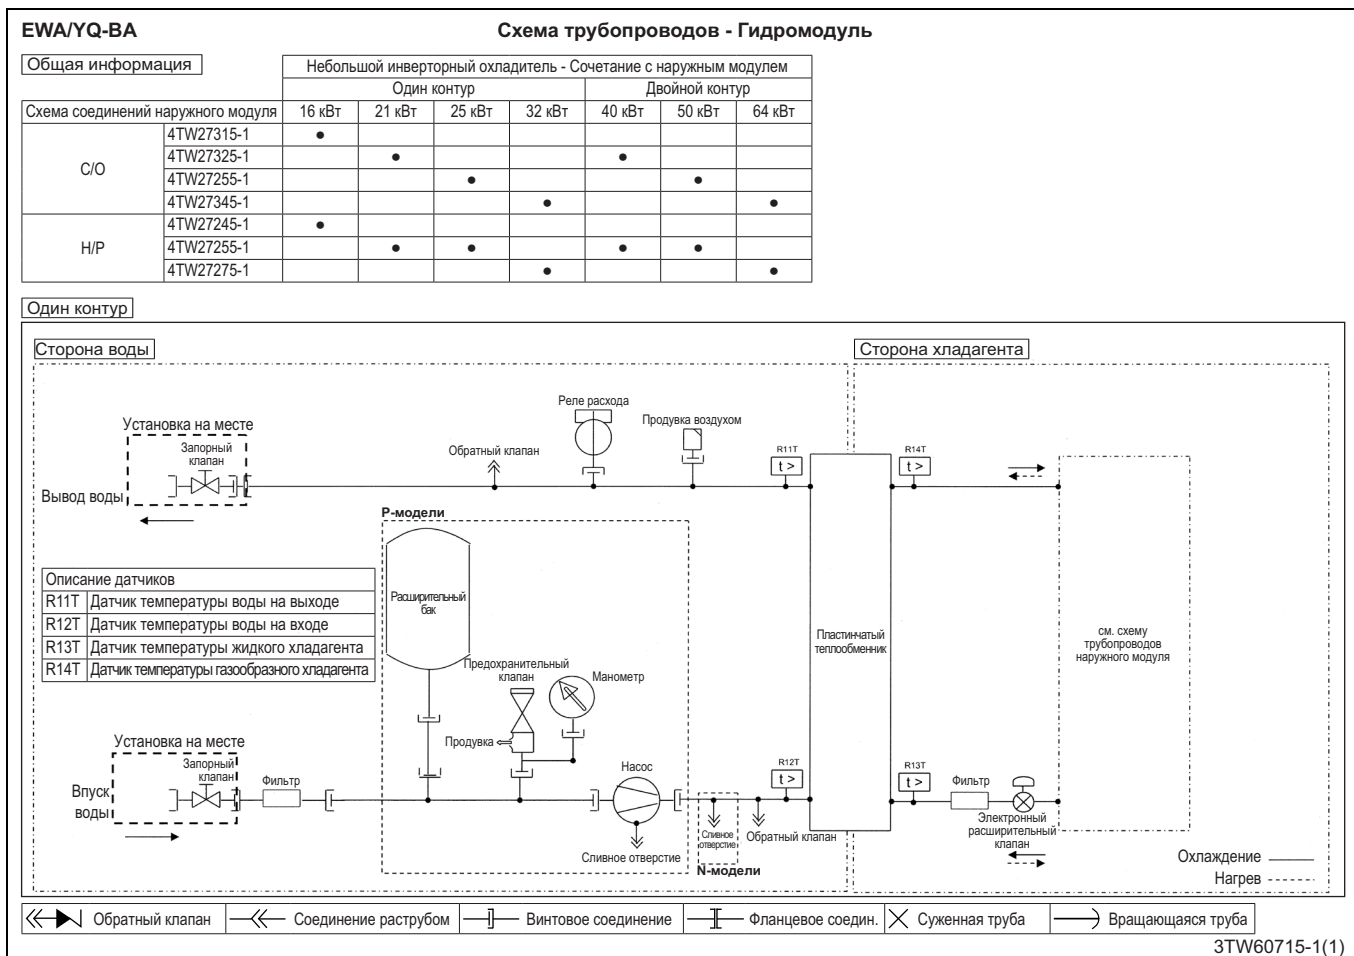 EWA/YQ-BA
Схема трубопроводов - Гидромодуль
Общая информация
Небольшой инверторный охладитель - Сочетание с наружным модулем
Один контур
Двойной контур
Схема соединений наружного модуля
16 кВт
21 кВт
25 кВт
32 кВт
40 кВт
50 кВт
64 кВт
C/O
4TW27315-1
4TW27325-1
4TW27255-1
4TW27345-1
H/P
4TW27245-1
4TW27255-1
4TW27275-1
Один контур
Сторона воды
Сторона хладагента
Установка на месте
Запорный
клапан
Вывод воды
Обратный клапан
Реле расхода
Продувка воздухом
R11T
t >
R14T
t >
P-модели
Расширительный
бак
Описание датчиков
R11T Датчик температуры воды на выходе
R12T Датчик температуры воды на входе
R13T Датчик температуры жидкого хладагента
R14T Датчик температуры газообразного хладагента
Пластинчатый
теплообменник
см. схему
трубопроводов
наружного модуля
Предохранительный
клапан
Манометр
Продувка
Установка на месте
Запорный
клапан
Впуск
воды
Фильтр
Насос
Сливное отверстие
Сливное
отверстие
N-модели
Обратный клапан
R12T
t >
R13T
t >
Фильтр
Электронный
расширительный
клапан
Охлаждение
Нагрев
Обратный клапан
Соединение раструбом
Винтовое соединение
Фланцевое соедин.
Суженная труба
Вращающаяся труба
3TW60715-1(1)